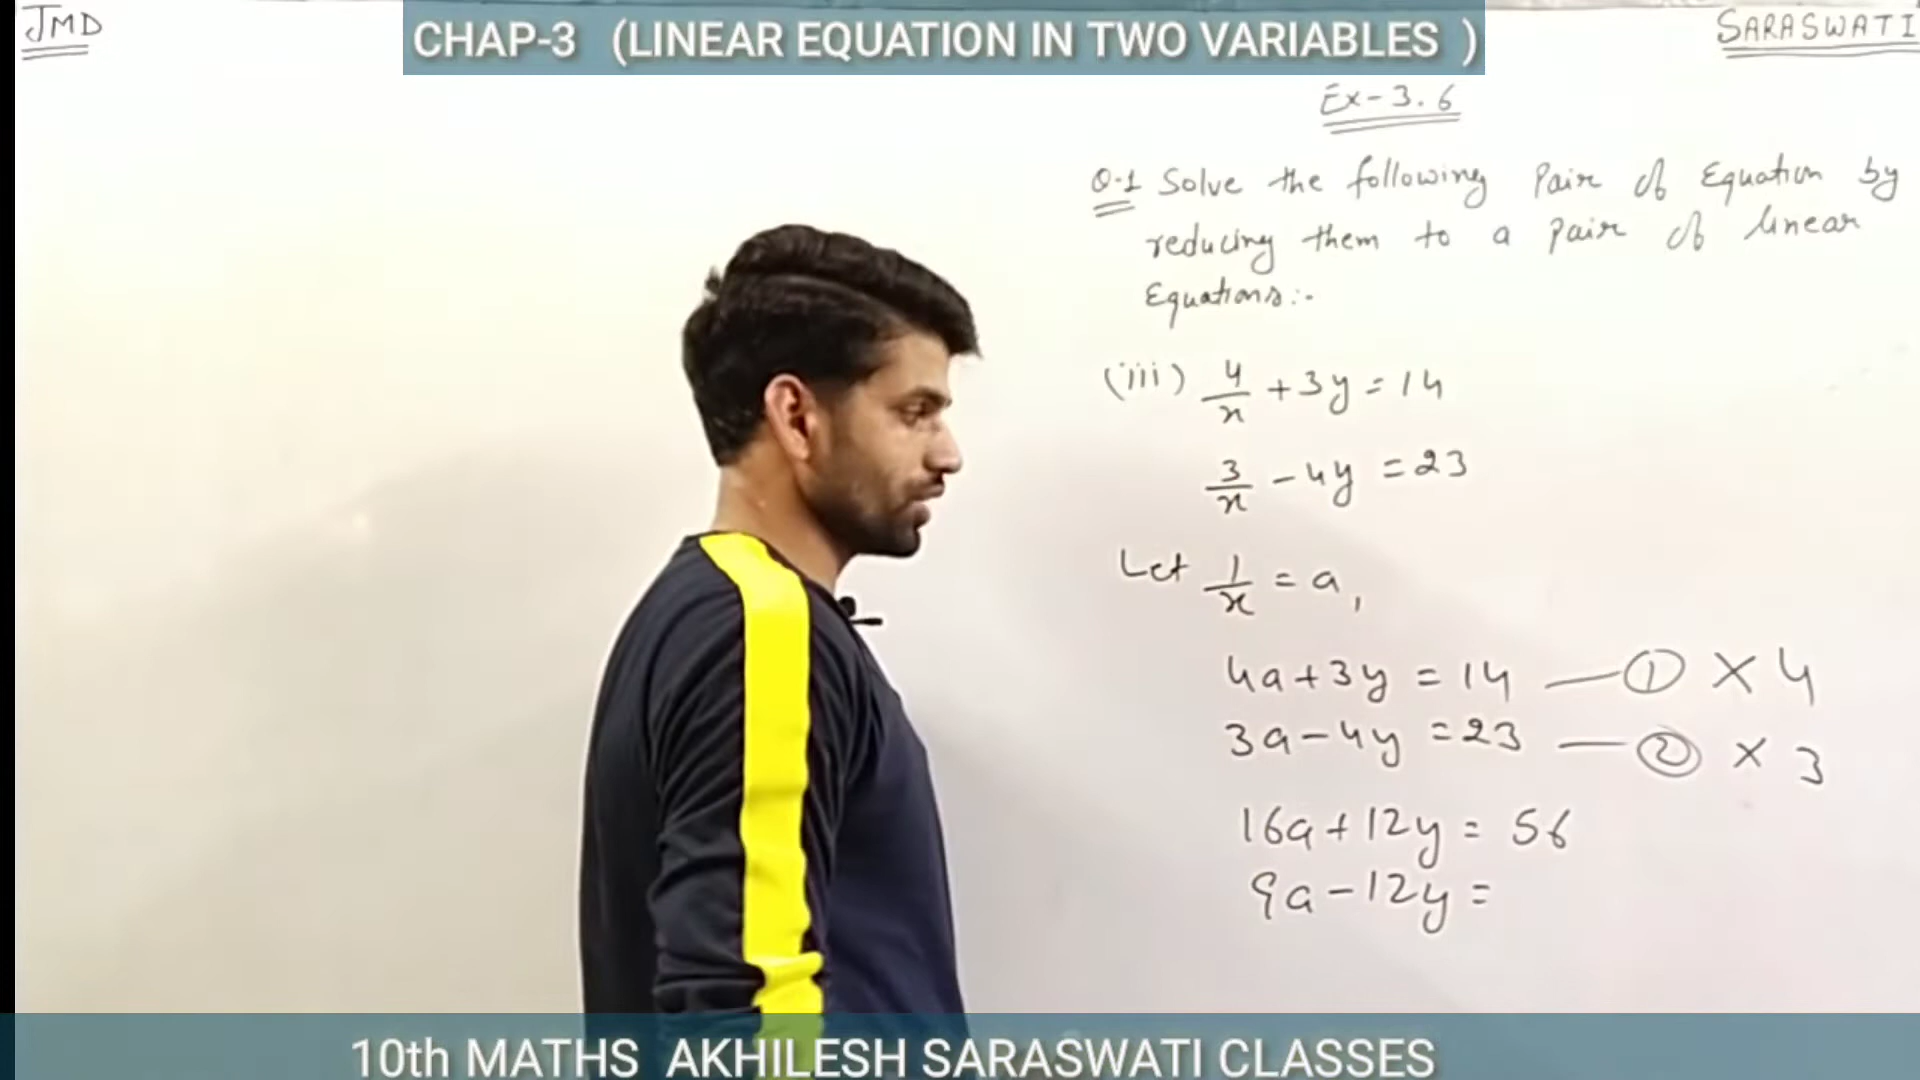 JMD
CHAP-3 (LINEAR EQUATION IN TWO VARIABLES )
SARASWATI
Ex-3.6
Q.1 Solve the following Pair of Equation by
reducing them to a pair of linear
Equations:-
(iii) 4/x + 3y = 14
3/x - 4y = 23
Let 1/x = a,
4a+3y = 14 — ① × 4
3a-4y = 23 — ② × 3
16a+12y = 56
9a-12y =
10th MATHS AKHILESH SARASWATI CLASSES